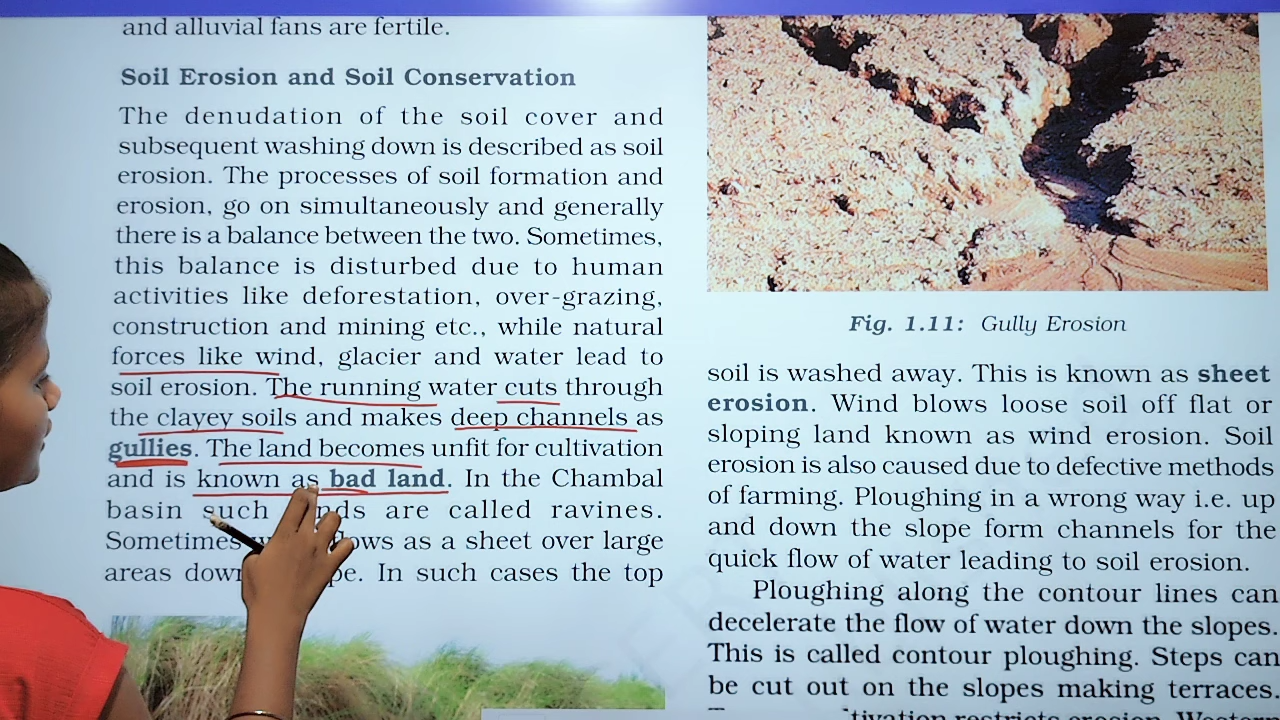 and alluvial fans are fertile.
Soil Erosion and Soil Conservation
The denudation of the soil cover and
subsequent washing down is described as soil
erosion. The processes of soil formation and
erosion, go on simultaneously and generally
there is a balance between the two. Sometimes,
this balance is disturbed due to human
activities like deforestation, over-grazing,
construction and mining etc., while natural
forces like wind, glacier and water lead to
soil erosion. The running water cuts through
the clayey soils and makes deep channels as
gullies. The land becomes unfit for cultivation
and is known as bad land. In the Chambal
basin such are called ravines.
Sometimes flows as a sheet over large
areas down. In such cases the top
Fig. 1.11: Gully Erosion
soil is washed away. This is known as sheet
erosion. Wind blows loose soil off flat or
sloping land known as wind erosion. Soil
erosion is also caused due to defective methods
of farming. Ploughing in a wrong way i.e. up
and down the slope form channels for the
quick flow of water leading to soil erosion.
Ploughing along the contour lines can
decelerate the flow of water down the slopes.
This is called contour ploughing. Steps can
be cut out on the slopes making terraces.
restricts erosion. Western